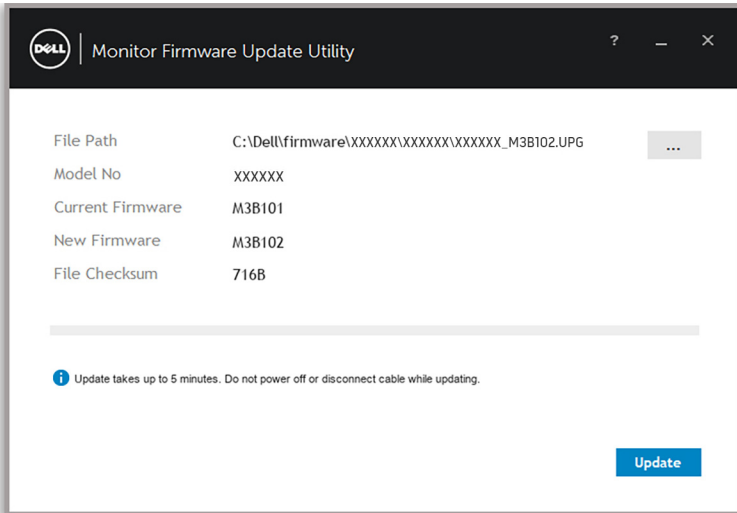 DELL
Monitor Firmware Update Utility
? _ ×
File Path C:\Dell\firmware\XXXXXX\XXXXXX\XXXXXX_M3B102.UPG ...
Model No XXXXXX
Current Firmware M3B101
New Firmware M3B102
File Checksum 716B
i Update takes up to 5 minutes. Do not power off or disconnect cable while updating.
Update